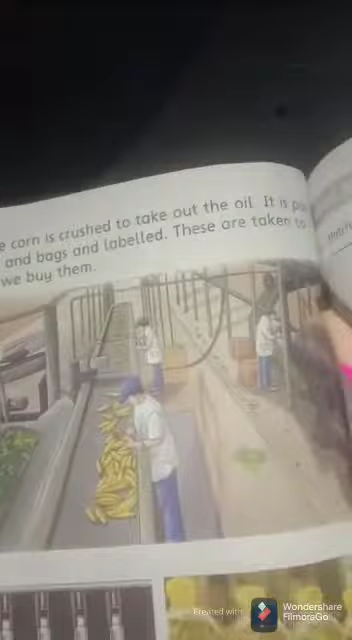 e corn is crushed to take out the oil. It is
and bags and labelled. These are taken to
we buy them.
Created with
Wondershare
FilmoraGo